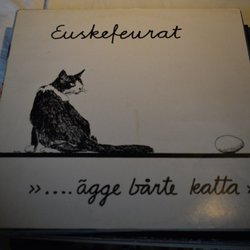 Euskefeurat
»....ägge bårte katta»